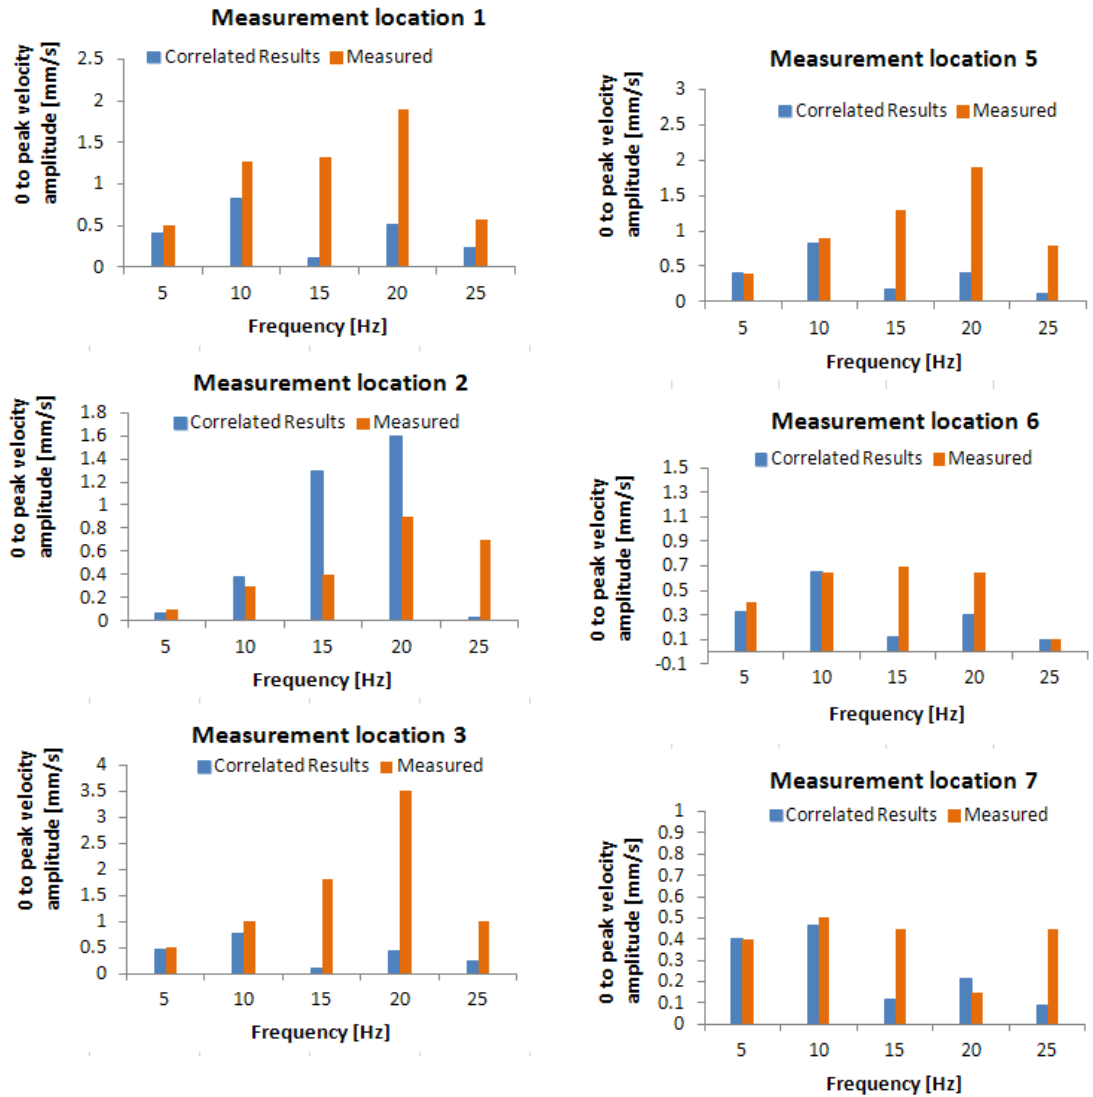 Measurement location 1
0 to peak velocity
amplitude [mm/s]
Correlated Results Measured
2.5
2
1.5
1
0.5
0
5 10 15 20 25
Frequency [Hz]
Measurement location 2
0 to peak velocity
amplitude [mm/s]
Correlated Results Measured
1.8
1.6
1.4
1.2
1
0.8
0.6
0.4
0.2
0
5 10 15 20 25
Frequency [Hz]
Measurement location 3
0 to peak velocity
amplitude [mm/s]
Correlated Results Measured
4
3.5
3
2.5
2
1.5
1
0.5
0
5 10 15 20 25
Frequency [Hz]
Measurement location 5
0 to peak velocity
amplitude [mm/s]
Correlated Results Measured
3
2.5
2
1.5
1
0.5
0
5 10 15 20 25
Frequency [Hz]
Measurement location 6
0 to peak velocity
amplitude [mm/s]
Correlated Results Measured
1.5
1.3
1.1
0.9
0.7
0.5
0.3
0.1
-0.1
5 10 15 20 25
Frequency [Hz]
Measurement location 7
0 to peak velocity
amplitude [mm/s]
Correlated Results Measured
1
0.9
0.8
0.7
0.6
0.5
0.4
0.3
0.2
0.1
0
5 10 15 20 25
Frequency [Hz]